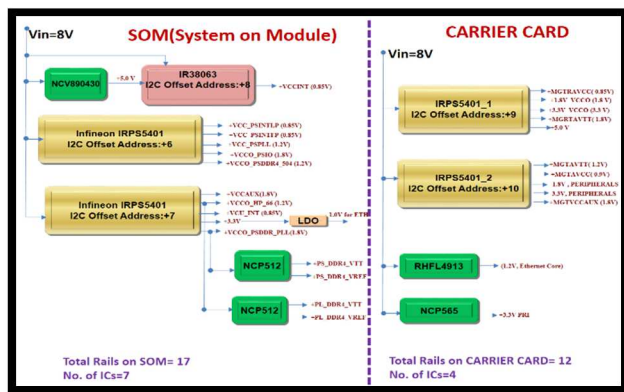 SOM(System on Module)
Vin=8V
NCV890430
+5.0 V
IR38063
I2C Offset Address:+8
+VCCINT (0.85V)
Infineon IRPS5401
I2C Offset Address:+6
+VCC_PSINTLP (0.85V)
+VCC_PSINTFP (0.85V)
+VCC_PSPLL (1.2V)
+VCCO_PSIO (1.8V)
+VCCO_PSDDR4_504 (1.2V)
Infineon IRPS5401
I2C Offset Address:+7
+VCCAUX(1.8V)
+VCCO_HP_66 (1.2V)
+VCU_INT (0.85V)
+3.3V
+VCCO_PSDDR_PLL(1.8V)
LDO
1.0V for ETH
NCP512
+PS_DDR4_VTT
+PS_DDR4_VREF
NCP512
+PL_DDR4_VTT
+PL_DDR4_VREF
Total Rails on SOM= 17
No. of ICs=7
CARRIER CARD
Vin=8V
IRPS5401_1
I2C Offset Address:+9
+MGTRAVCC( 0.85V)
+1.8V_VCCO (1.8 V)
+3.3V_VCCO (3.3 V)
+MGRTAVTT (1.8V)
+5.0 V
IRPS5401_2
I2C Offset Address:+10
+MGTAVTT (1.2V)
+MGTAVCC (0.9V)
1.8V , PERIPHERALS
3.3V, PERIPHERALS
+MGTVCCAUX (1.8V)
RHFL4913
(1.2V, Ethernet Core)
NCP565
+3.3V PRI
Total Rails on CARRIER CARD= 12
No. of ICs=4